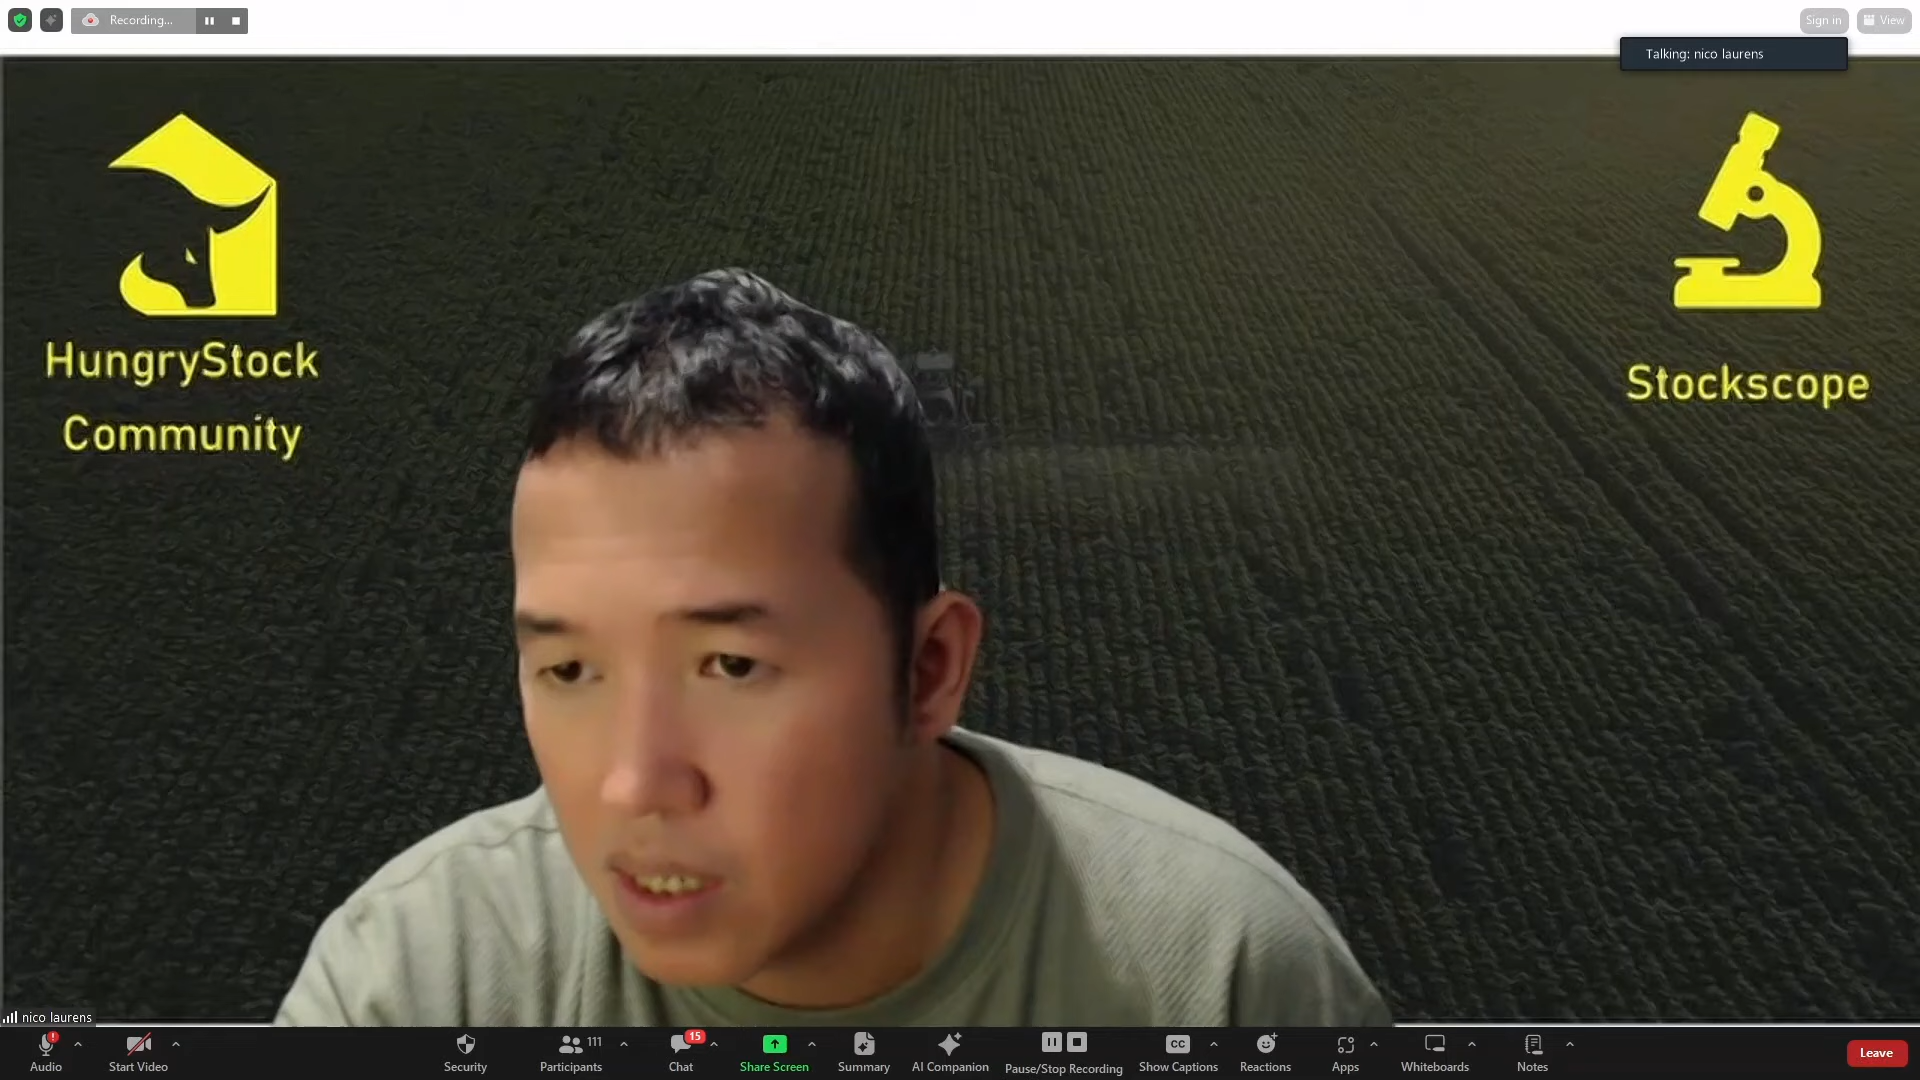 Recording...
Sign in
View
Talking: nico laurens
HungryStock
Community
Stockscope
nico laurens
Audio
Start Video
Security
Participants
111
Chat
15
Share Screen
Summary
AI Companion
Pause/Stop Recording
CC
Show Captions
Reactions
Apps
Whiteboards
Notes
Leave